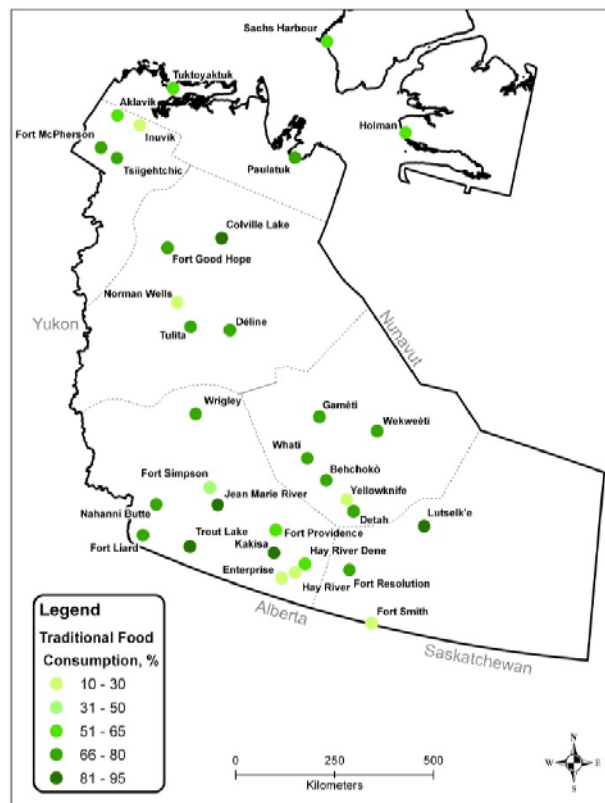 Sachs Harbour
Tuktoyaktuk
Aklavik
Inuvik
Fort McPherson
Tsiigehtchic
Holman
Paulatuk
Colville Lake
Fort Good Hope
Norman Wells
Yukon
Tulita
Déline
Nunavut
Wrigley
Gamèti
Wekweèti
Whati
Behchokò
Fort Simpson
Jean Marie River
Yellowknife
Nahanni Butte
Detah
Lutselk'e
Trout Lake
Fort Providence
Fort Liard
Kakisa
Hay River Dene
Enterprise
Hay River
Fort Resolution
Fort Smith
Alberta
Saskatchewan
Legend
Traditional Food
Consumption, %
10 - 30
31 - 50
51 - 65
66 - 80
81 - 95
0 250 500
Kilometers
N
W E
S